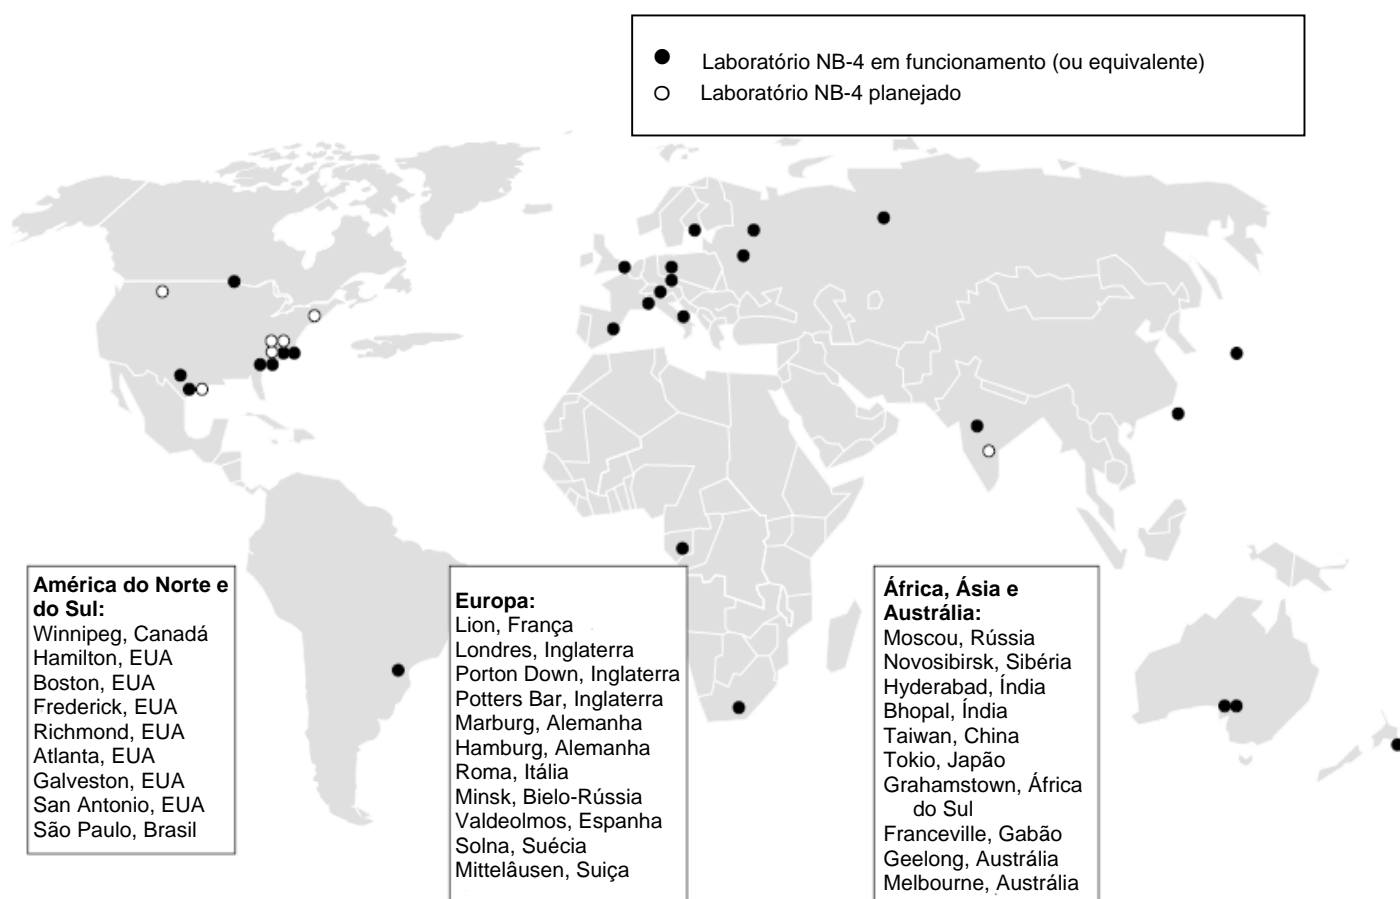 Laboratório NB-4 em funcionamento (ou equivalente)
Laboratório NB-4 planejado
América do Norte e
do Sul:
Winnipeg, Canadá
Hamilton, EUA
Boston, EUA
Frederick, EUA
Richmond, EUA
Atlanta, EUA
Galveston, EUA
San Antonio, EUA
São Paulo, Brasil
Europa:
Lion, França
Londres, Inglaterra
Porton Down, Inglaterra
Potters Bar, Inglaterra
Marburg, Alemanha
Hamburg, Alemanha
Roma, Itália
Minsk, Bielo-Rússia
Valdeolmos, Espanha
Solna, Suécia
Mittelâusen, Suiça
África, Ásia e
Austrália:
Moscou, Rússia
Novosibirsk, Sibéria
Hyderabad, Índia
Bhopal, Índia
Taiwan, China
Tokio, Japão
Grahamstown, África
do Sul
Franceville, Gabão
Geelong, Austrália
Melbourne, Austrália